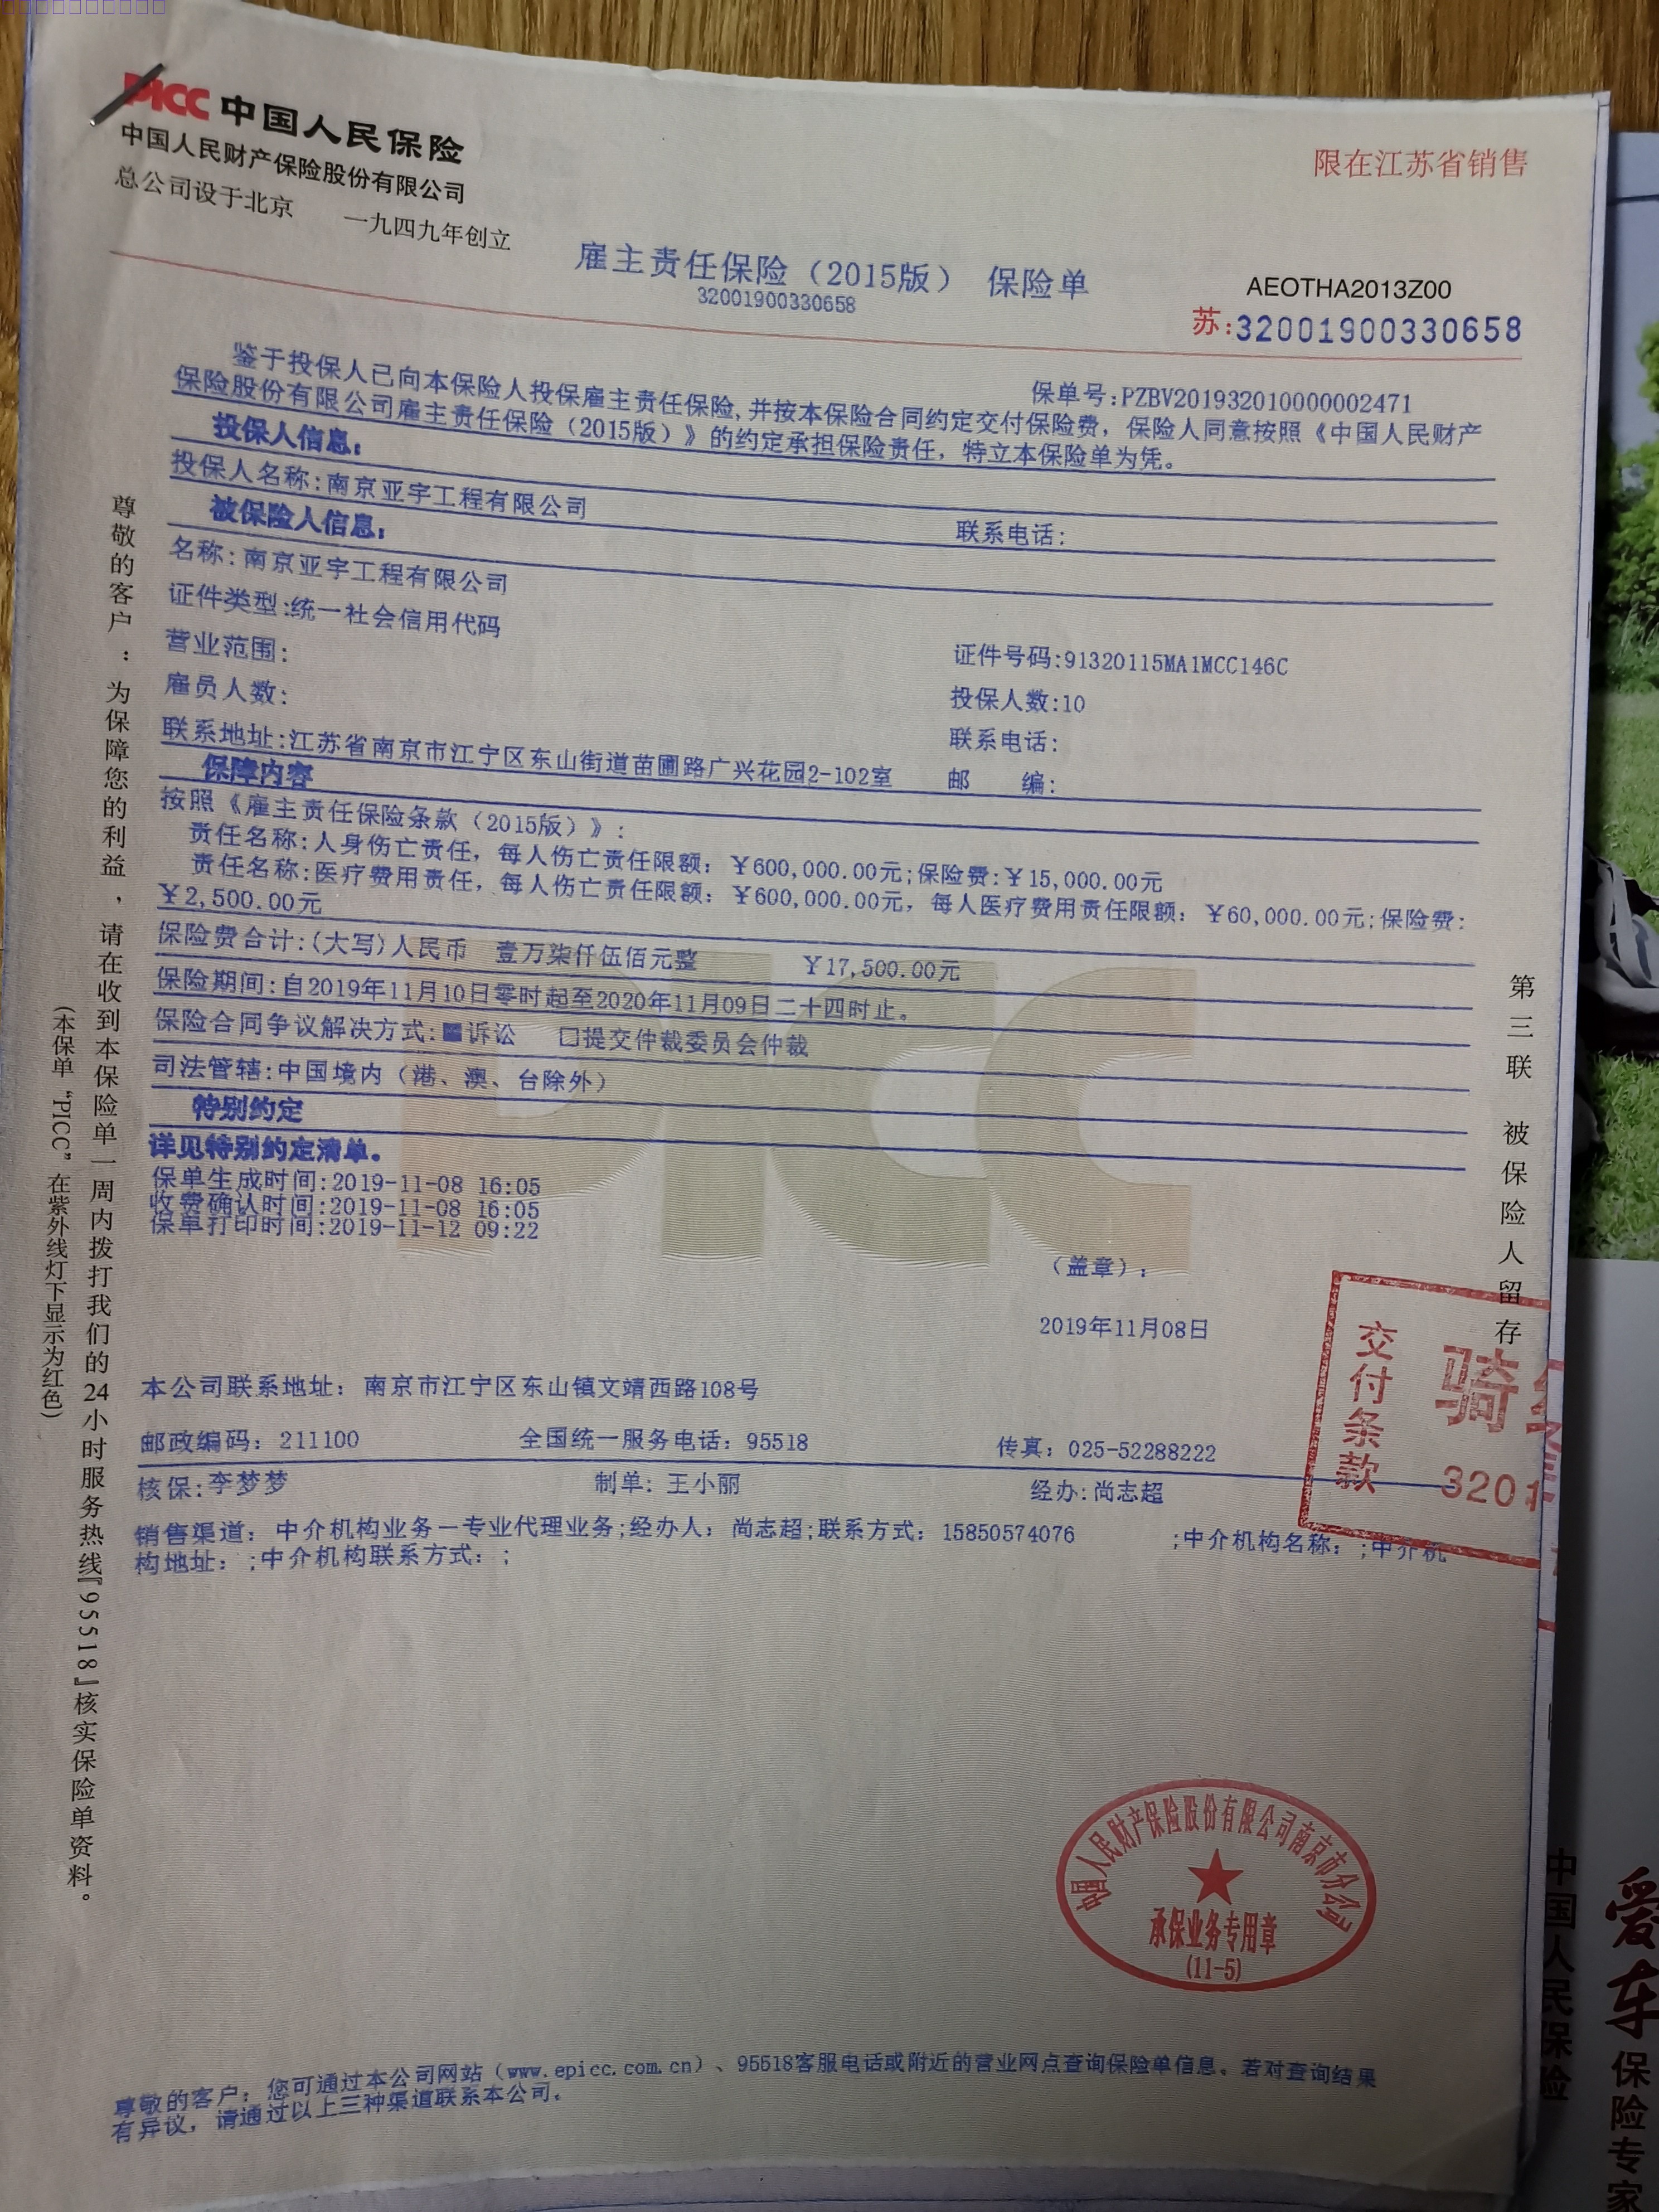 PICC 中国人民保险
中国人民财产保险股份有限公司
总公司设于北京 一九四九年创立
限在江苏省销售
雇主责任保险（2015版） 保险单
32001900330658
AEOTHA2013Z00
苏:32001900330658
保单号:PZBV201932010000002471
鉴于投保人已向本保险人投保雇主责任保险,并按本保险合同约定交付保险费，保险人同意按照《中国人民财产
保险股份有限公司雇主责任保险（2015版）》的约定承担保险责任，特立本保险单为凭。
投保人信息:
投保人名称:南京亚宇工程有限公司 联系电话:
被保险人信息:
名称:南京亚宇工程有限公司
证件类型:统一社会信用代码 证件号码:91320115MA1MCC146C
营业范围: 投保人数:10
雇员人数: 联系电话:
联系地址:江苏省南京市江宁区东山街道苗圃路广兴花园2-102室 邮 编:
保障内容
按照《雇主责任保险条款（2015版）》:
责任名称:人身伤亡责任，每人伤亡责任限额：￥600,000.00元;保险费:￥15,000.00元
责任名称:医疗费用责任，每人伤亡责任限额：￥600,000.00元，每人医疗费用责任限额：￥60,000.00元;保险费:
￥2,500.00元
保险费合计:(大写)人民币 壹万柒仟伍佰元整 ￥17,500.00元
保险期间:自2019年11月10日零时起至2020年11月09日二十四时止。
保险合同争议解决方式:■诉讼 □提交仲裁委员会仲裁
司法管辖:中国境内（港、澳、台除外）
特别约定
详见特别约定清单。
保单生成时间:2019-11-08 16:05
收费确认时间:2019-11-08 16:05
保单打印时间:2019-11-12 09:22
（盖章）:
2019年11月08日
本公司联系地址：南京市江宁区东山镇文靖西路108号
邮政编码：211100 全国统一服务电话：95518 传真：025-52288222
核保:李梦梦 制单：王小丽 经办:尚志超
销售渠道：中介机构业务－专业代理业务;经办人：尚志超;联系方式：15850574076 ;中介机构名称：;中介机
构地址：;中介机构联系方式：;
交付条款
骑
3201
中国人民财产保险股份有限公司南京市分公司
承保业务专用章
(11-5)
尊敬的客户：您可通过本公司网站（www.epicc.com.cn）、95518客服电话或附近的营业网点查询保险单信息。若对查询结果
有异议，请通过以上三种渠道联系本公司。
尊敬的客户：为保障您的利益，请在收到本保险单一周内拨打我们的24小时服务热线『95518』核实保险单资料。
(本保单“PICC”在紫外线灯下显示为红色)
第三联 被保险人留存
PICC
中国人民保险
爱车保险专家